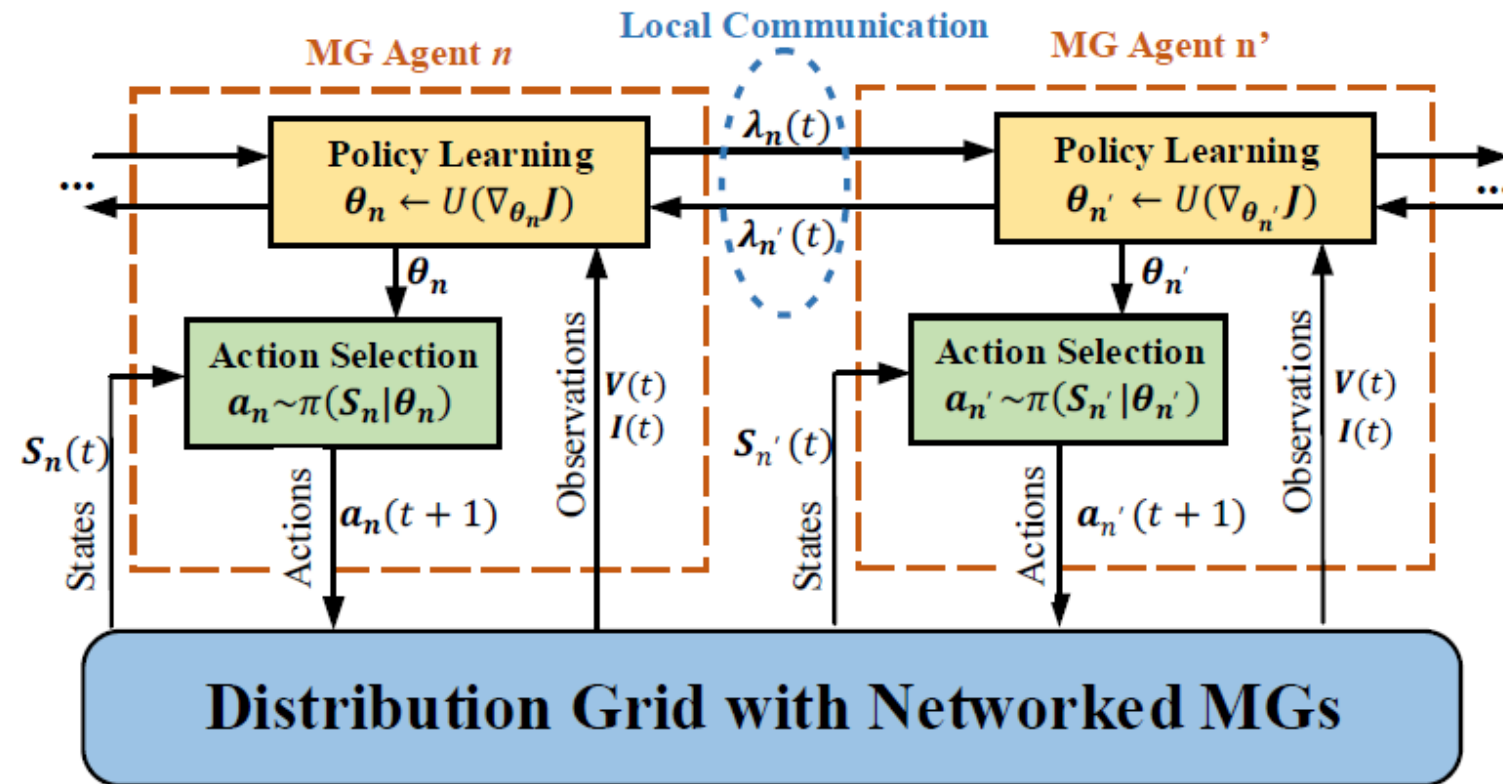 Local Communication
MG Agent n
MG Agent n’
λₙ(t)
Policy Learning
θₙ ← U(∇_θₙ J)
Policy Learning
θₙ′ ← U(∇_θₙ′ J)
...
...
λₙ′(t)
θₙ
θₙ′
Action Selection
aₙ~π(Sₙ|θₙ)
Action Selection
aₙ′~π(Sₙ′|θₙ′)
V(t)
I(t)
V(t)
I(t)
Sₙ(t)
States
Actions
aₙ(t + 1)
Observations
Sₙ′(t)
States
Actions
aₙ′(t + 1)
Observations
Distribution Grid with Networked MGs